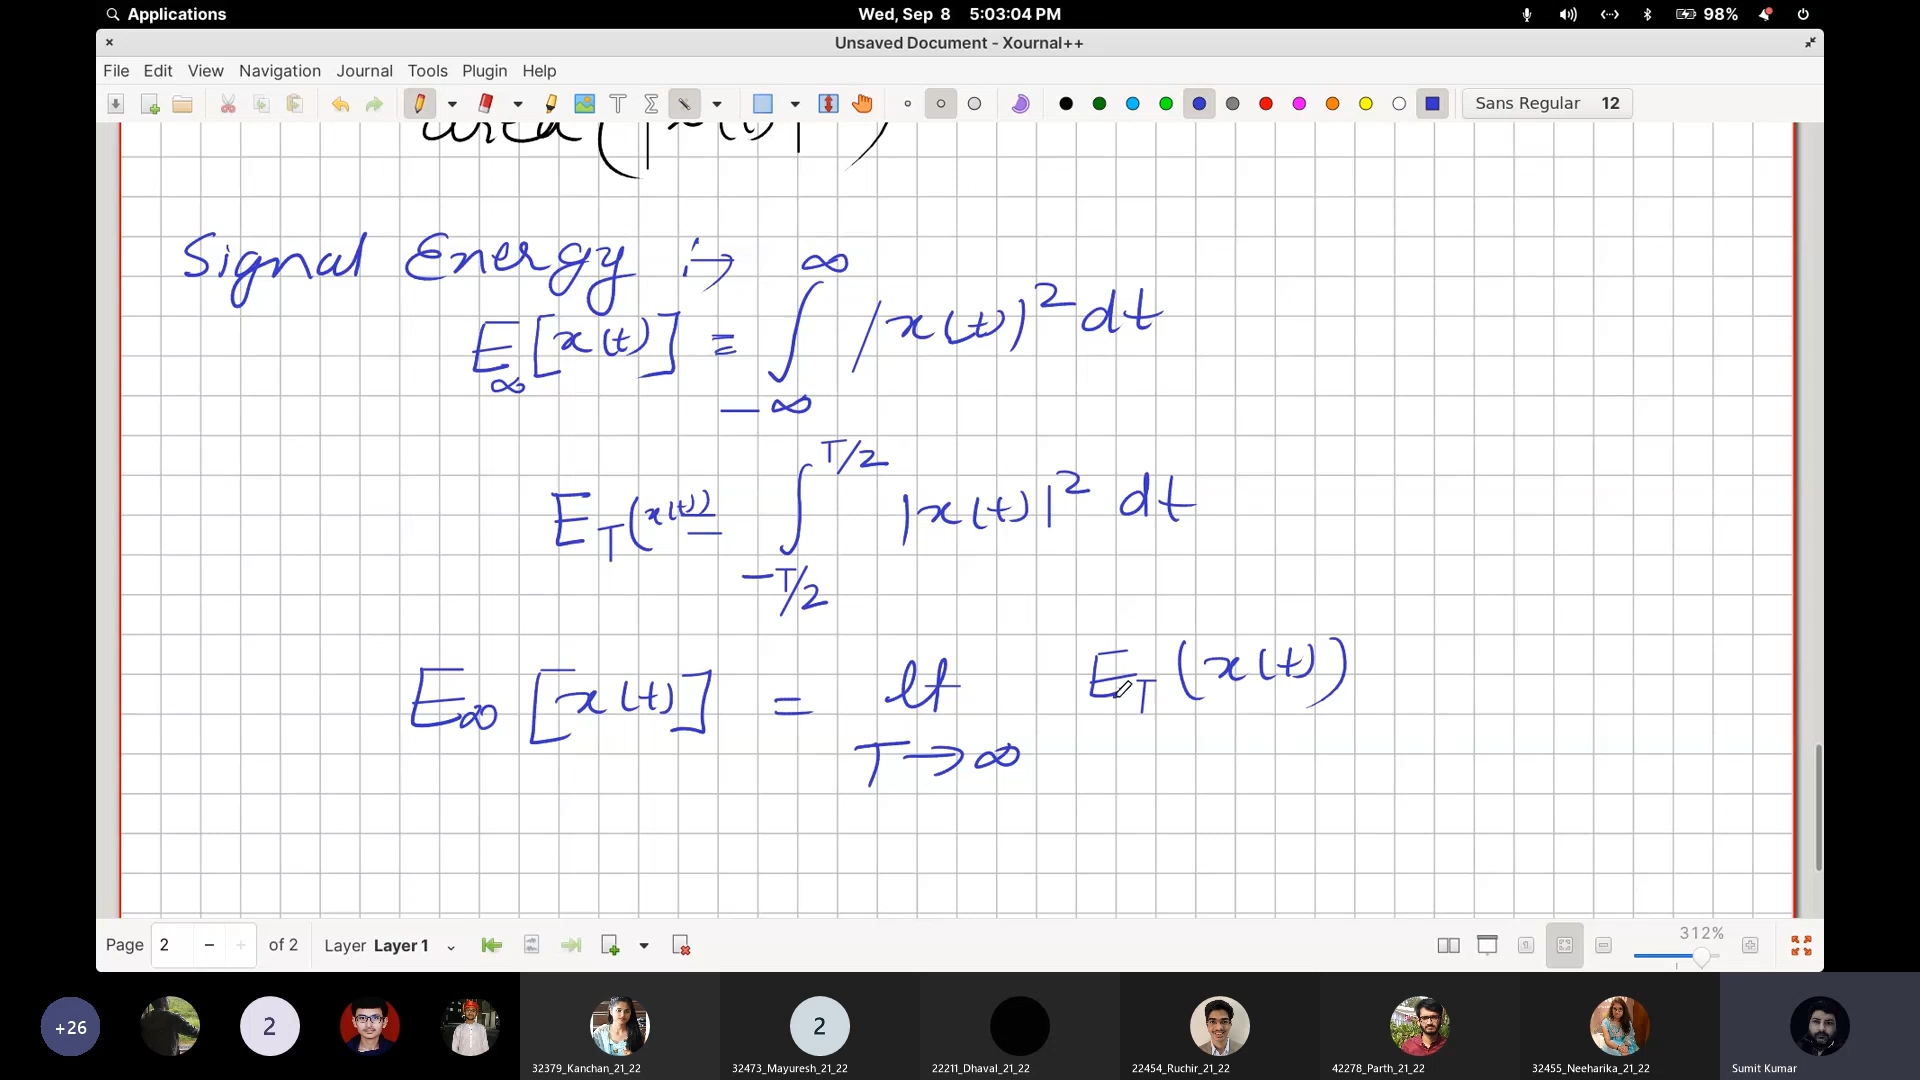 Applications
Wed, Sep 8 5:03:04 PM
98%
Unsaved Document - Xournal++
File Edit View Navigation Journal Tools Plugin Help
Sans Regular 12
Signal Energy :→
E∞[x(t)] = ∫_{-∞}^{∞} |x(t)|² dt
E_T(x(t)) = ∫_{-T/2}^{T/2} |x(t)|² dt
E∞[x(t)] = lt E_T(x(t))
T → ∞
Page 2 of 2 Layer Layer 1
312%
+26
2
2
32379_Kanchan_21_22
32473_Mayuresh_21_22
22211_Dhaval_21_22
22454_Ruchir_21_22
42278_Parth_21_22
32455_Neeharika_21_22
Sumit Kumar